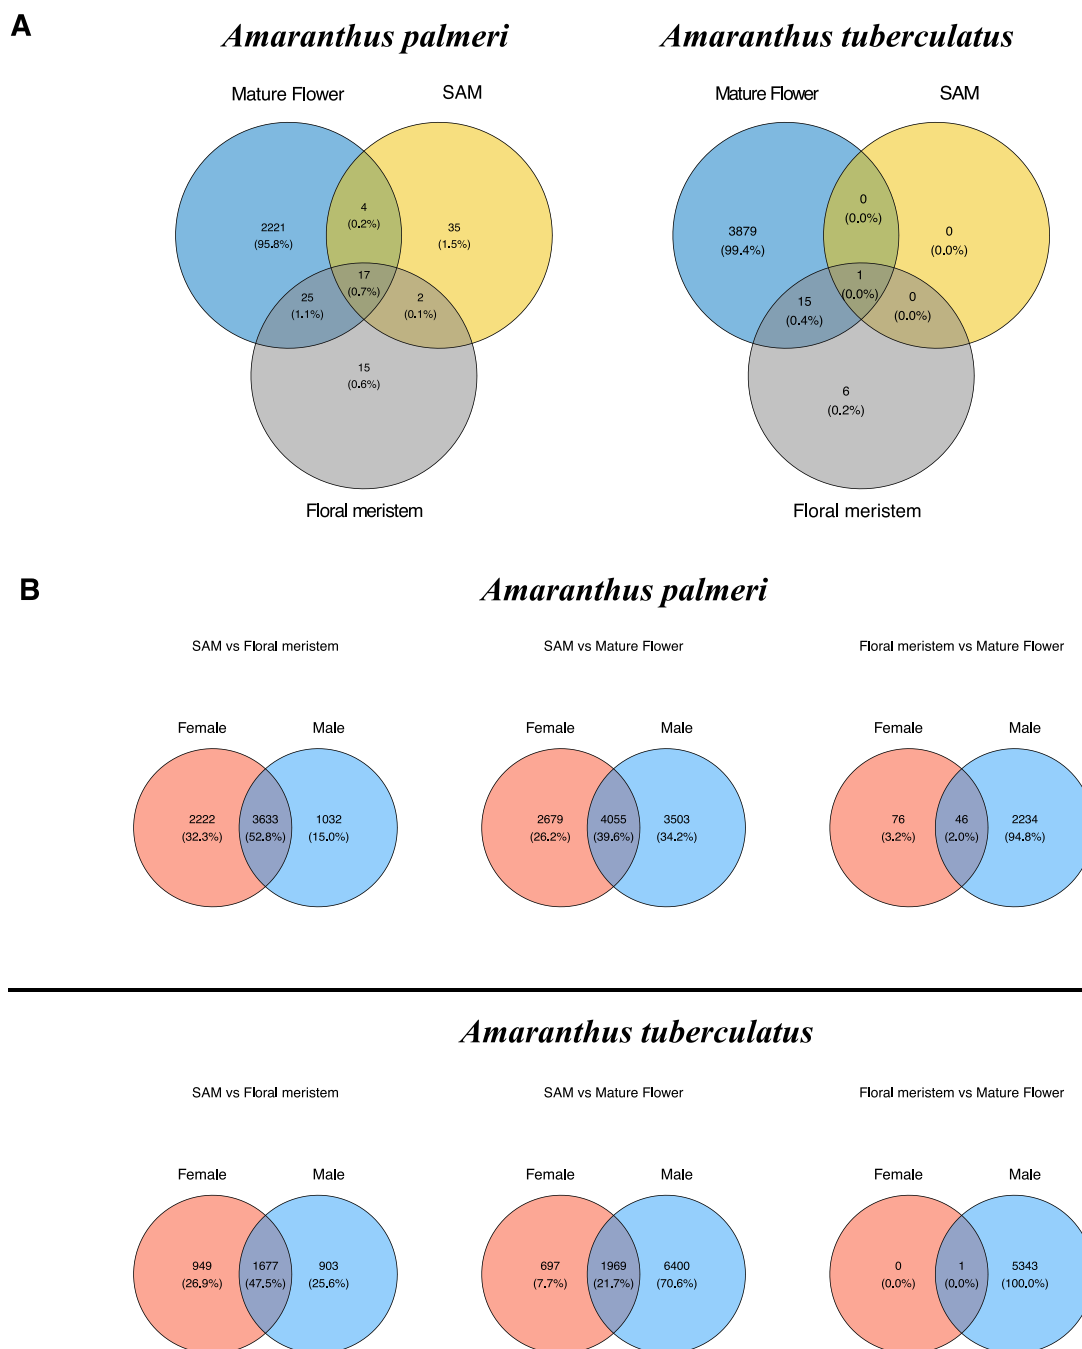 A
Amaranthus palmeri
Amaranthus tuberculatus
Mature Flower
SAM
2221
(95.8%)
4
(0.2%)
35
(1.5%)
17
(0.7%)
25
(1.1%)
2
(0.1%)
15
(0.6%)
Floral meristem
Mature Flower
SAM
3879
(99.4%)
0
(0.0%)
0
(0.0%)
1
(0.0%)
15
(0.4%)
0
(0.0%)
6
(0.2%)
Floral meristem
B
Amaranthus palmeri
SAM vs Floral meristem
Female
Male
2222
(32.3%)
3633
(52.8%)
1032
(15.0%)
SAM vs Mature Flower
Female
Male
2679
(26.2%)
4055
(39.6%)
3503
(34.2%)
Floral meristem vs Mature Flower
Female
Male
76
(3.2%)
46
(2.0%)
2234
(94.8%)
Amaranthus tuberculatus
SAM vs Floral meristem
Female
Male
949
(26.9%)
1677
(47.5%)
903
(25.6%)
SAM vs Mature Flower
Female
Male
697
(7.7%)
1969
(21.7%)
6400
(70.6%)
Floral meristem vs Mature Flower
Female
Male
0
(0.0%)
1
(0.0%)
5343
(100.0%)